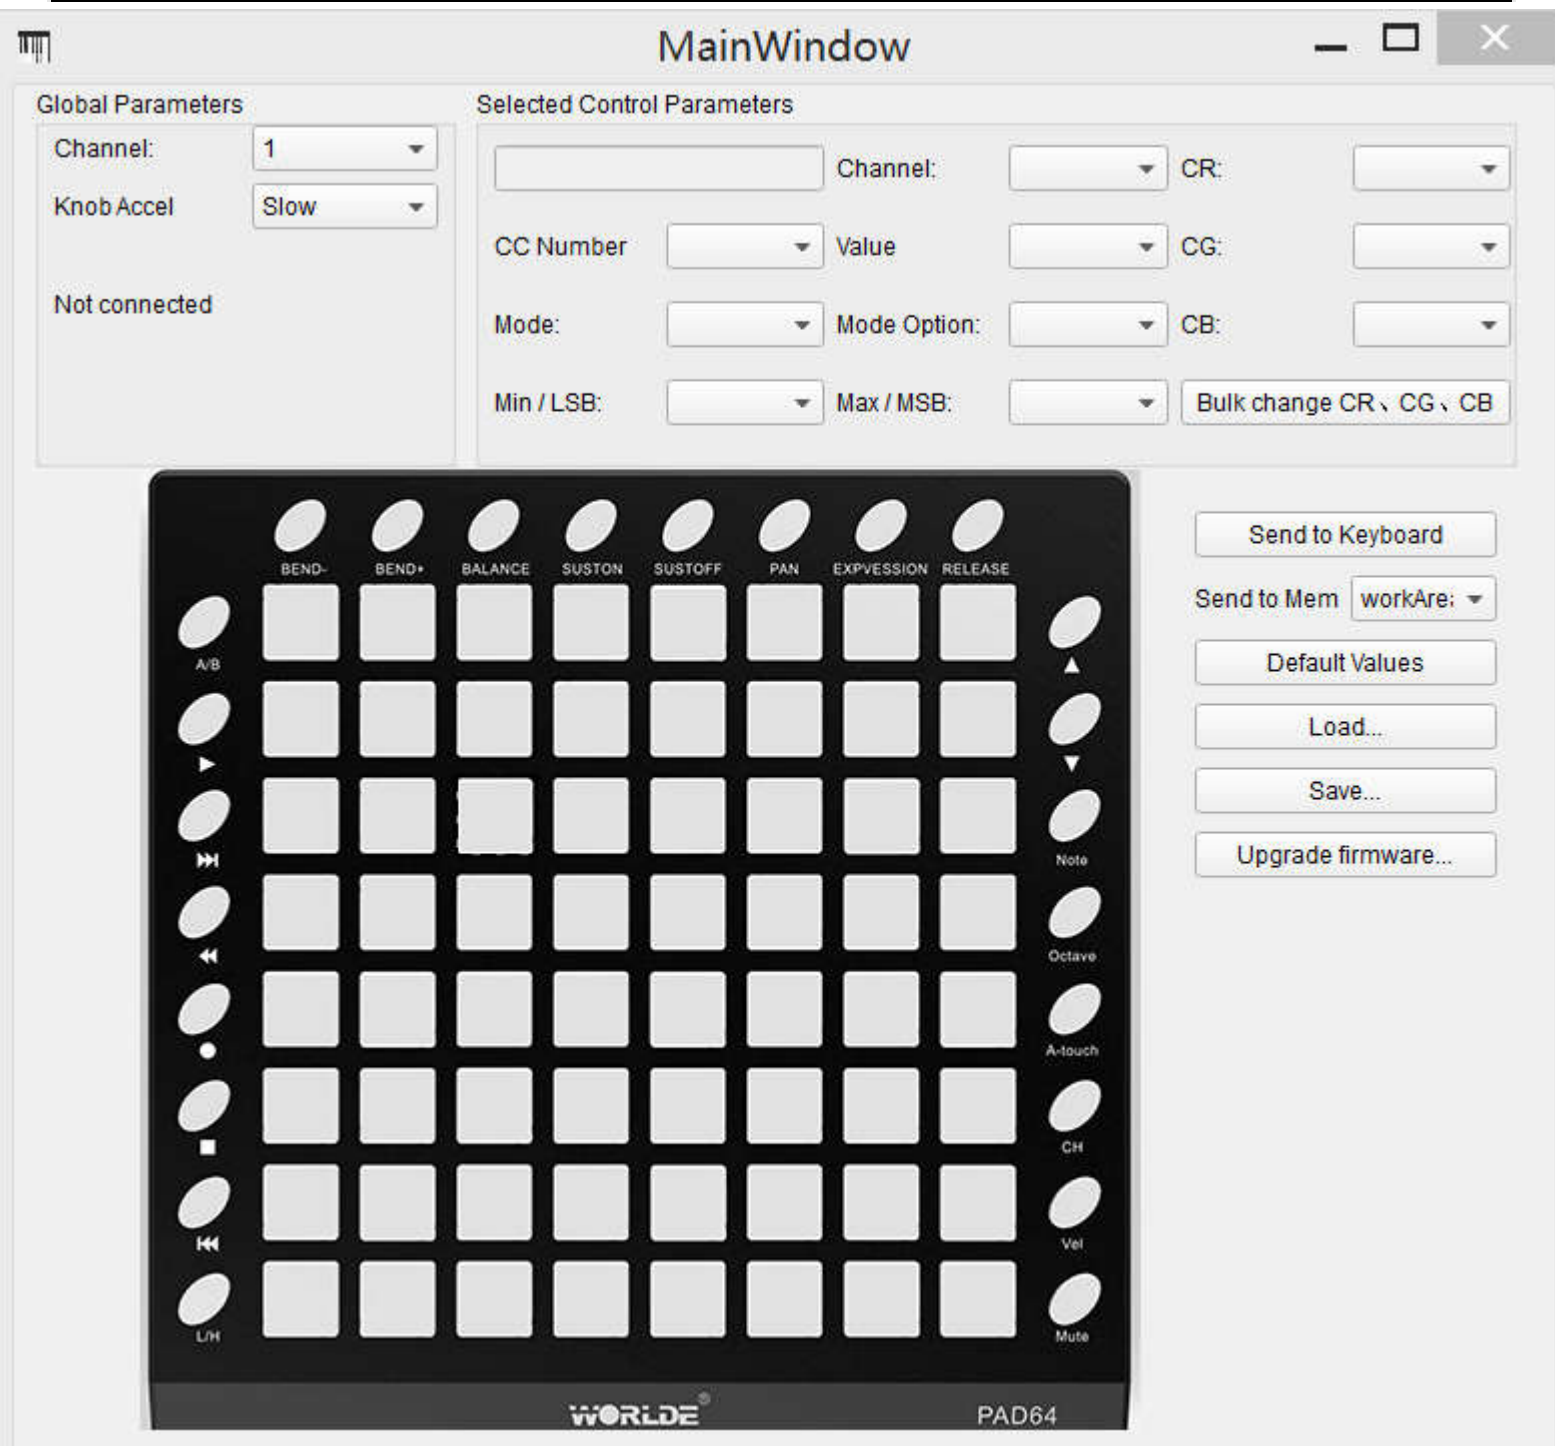 MainWindow
Global Parameters
Selected Control Parameters
Channel: 1
Channel: CR:
Knob Accel Slow
CC Number Value CG:
Not connected
Mode: Mode Option: CB:
Min / LSB: Max / MSB: Bulk change CR、CG、CB
BEND- BEND+ BALANCE SUSTON SUSTOFF PAN EXPVESSION RELEASE
Send to Keyboard
Send to Mem workAre
A/B
Default Values
Load...
Save...
Note
Upgrade firmware...
Octave
A-touch
CH
Vel
L/H Mute
WORLDE® PAD64